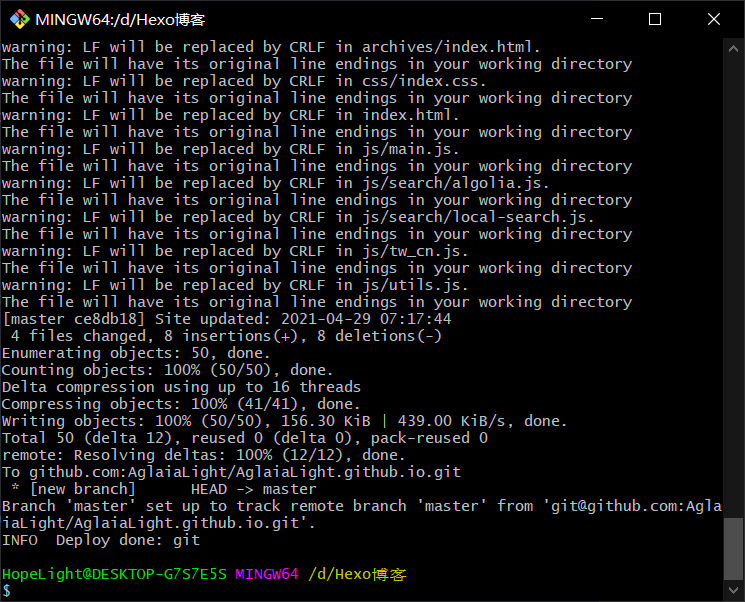 MINGW64:/d/Hexo博客
warning: LF will be replaced by CRLF in archives/index.html.
The file will have its original line endings in your working directory
warning: LF will be replaced by CRLF in css/index.css.
The file will have its original line endings in your working directory
warning: LF will be replaced by CRLF in index.html.
The file will have its original line endings in your working directory
warning: LF will be replaced by CRLF in js/main.js.
The file will have its original line endings in your working directory
warning: LF will be replaced by CRLF in js/search/algolia.js.
The file will have its original line endings in your working directory
warning: LF will be replaced by CRLF in js/search/local-search.js.
The file will have its original line endings in your working directory
warning: LF will be replaced by CRLF in js/tw_cn.js.
The file will have its original line endings in your working directory
warning: LF will be replaced by CRLF in js/utils.js.
The file will have its original line endings in your working directory
[master ce8db18] Site updated: 2021-04-29 07:17:44
 4 files changed, 8 insertions(+), 8 deletions(-)
Enumerating objects: 50, done.
Counting objects: 100% (50/50), done.
Delta compression using up to 16 threads
Compressing objects: 100% (41/41), done.
Writing objects: 100% (50/50), 156.30 KiB | 439.00 KiB/s, done.
Total 50 (delta 12), reused 0 (delta 0), pack-reused 0
remote: Resolving deltas: 100% (12/12), done.
To github.com:AglaiaLight/AglaiaLight.github.io.git
 * [new branch]      HEAD -> master
Branch 'master' set up to track remote branch 'master' from 'git@github.com:Agla
iaLight/AglaiaLight.github.io.git'.
INFO  Deploy done: git
HopeLight@DESKTOP-G7S7E5S MINGW64 /d/Hexo博客
$